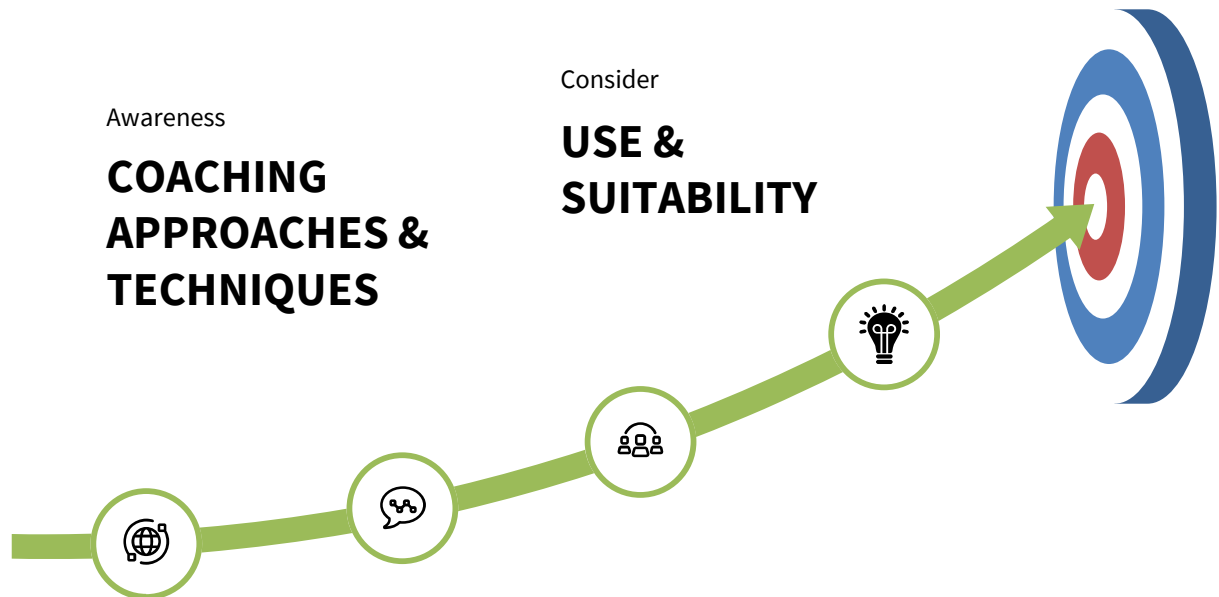 Awareness
COACHING
APPROACHES &
TECHNIQUES
Consider
USE &
SUITABILITY